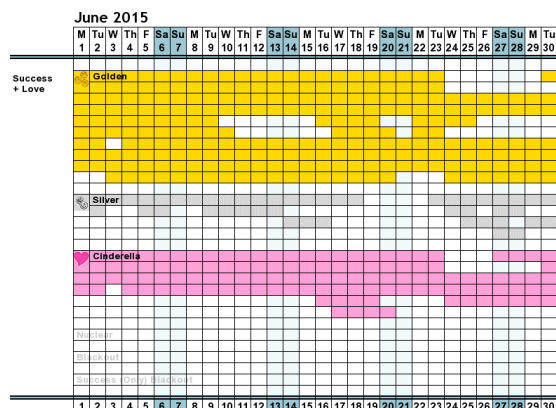 June 2015
M Tu W Th F Sa Su M Tu W Th F Sa Su M Tu W Th F Sa Su M Tu W Th F Sa Su M Tu
1 2 3 4 5 6 7 8 9 10 11 12 13 14 15 16 17 18 19 20 21 22 23 24 25 26 27 28 29 30
Success
+ Love
Golden
Silver
Cinderella
Nuclear
Blackout
Success (Only) Blackout
1 2 3 4 5 6 7 8 9 10 11 12 13 14 15 16 17 18 19 20 21 22 23 24 25 26 27 28 29 30